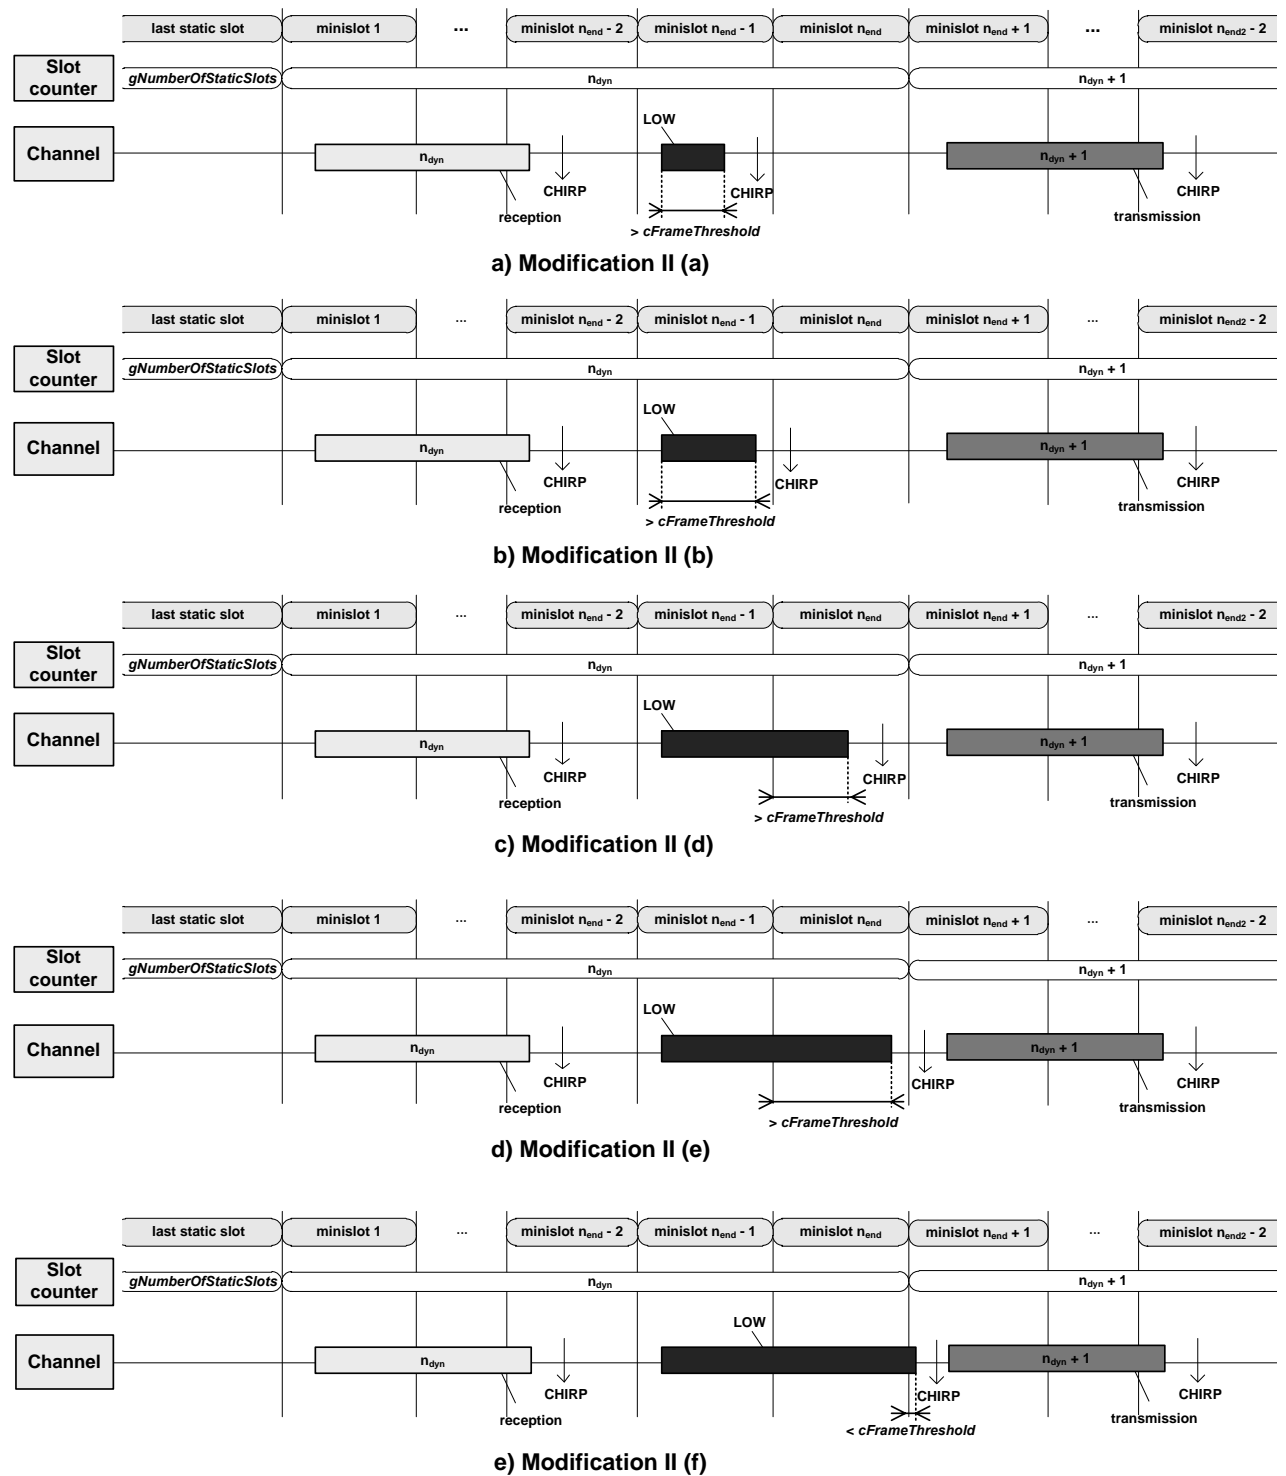 last static slot minislot 1 ... minislot nend - 2 minislot nend - 1 minislot nend minislot nend + 1 ... minislot nend2 - 2
Slot
counter
gNumberOfStaticSlots ndyn ndyn + 1
LOW
Channel
ndyn ndyn + 1
CHIRP CHIRP CHIRP
reception transmission
> cFrameThreshold
a) Modification II (a)
last static slot minislot 1 ... minislot nend - 2 minislot nend - 1 minislot nend minislot nend + 1 ... minislot nend2 - 2
Slot
counter
gNumberOfStaticSlots ndyn ndyn + 1
LOW
Channel
ndyn ndyn + 1
CHIRP CHIRP CHIRP
reception transmission
> cFrameThreshold
b) Modification II (b)
last static slot minislot 1 ... minislot nend - 2 minislot nend - 1 minislot nend minislot nend + 1 ... minislot nend2 - 2
Slot
counter
gNumberOfStaticSlots ndyn ndyn + 1
LOW
Channel
ndyn ndyn + 1
CHIRP CHIRP CHIRP
reception transmission
> cFrameThreshold
c) Modification II (d)
last static slot minislot 1 ... minislot nend - 2 minislot nend - 1 minislot nend minislot nend + 1 ... minislot nend2 - 2
Slot
counter
gNumberOfStaticSlots ndyn ndyn + 1
LOW
Channel
ndyn ndyn + 1
CHIRP CHIRP CHIRP
reception transmission
> cFrameThreshold
d) Modification II (e)
last static slot minislot 1 ... minislot nend - 2 minislot nend - 1 minislot nend minislot nend + 1 ... minislot nend2 - 2
Slot
counter
gNumberOfStaticSlots ndyn ndyn + 1
LOW
Channel
ndyn ndyn + 1
CHIRP CHIRP CHIRP
reception transmission
< cFrameThreshold
e) Modification II (f)